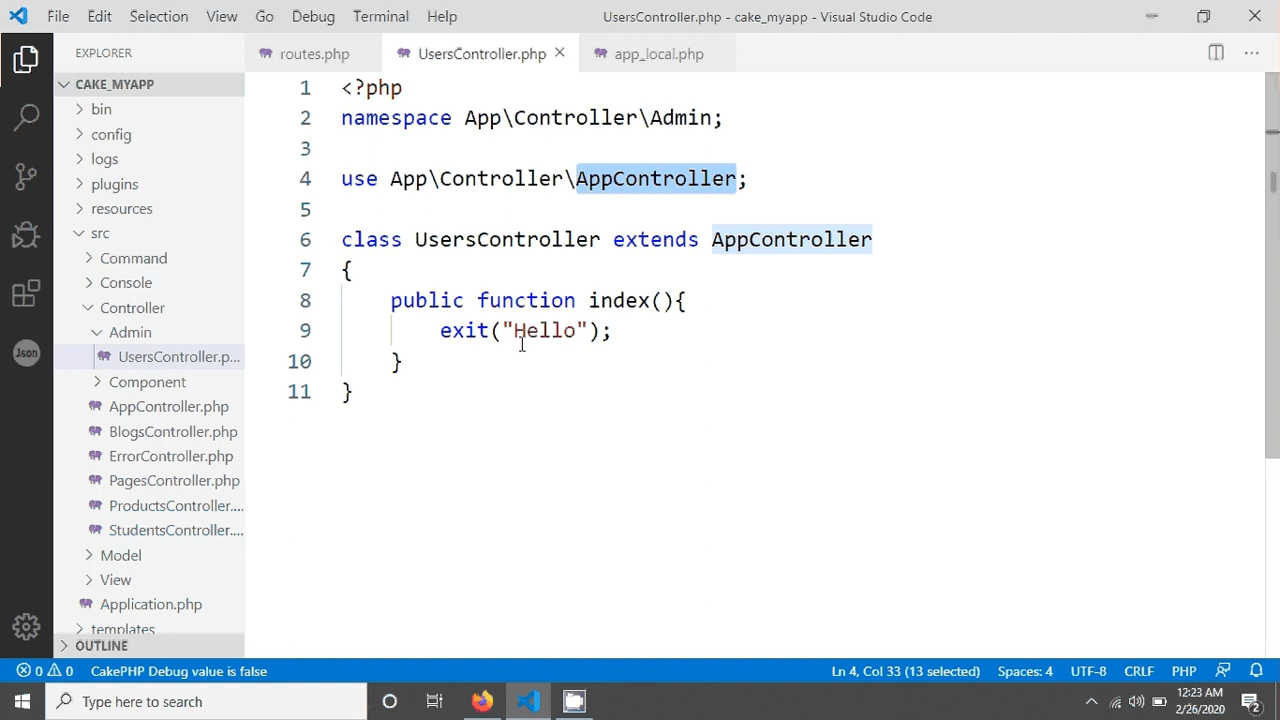 File Edit Selection View Go Debug Terminal Help UsersController.php - cake_myapp - Visual Studio Code
EXPLORER
routes.php UsersController.php app_local.php
CAKE_MYAPP
bin
config
logs
plugins
resources
src
Command
Console
Controller
Admin
UsersController.p...
Component
AppController.php
BlogsController.php
ErrorController.php
PagesController.php
ProductsController....
StudentsController....
Model
View
Application.php
templates
OUTLINE
1 <?php
2 namespace App\Controller\Admin;
3
4 use App\Controller\AppController;
5
6 class UsersController extends AppController
7 {
8 public function index(){
9 exit("Hello");
10 }
11 }
Json
0 0 CakePHP Debug value is false Ln 4, Col 33 (13 selected) Spaces: 4 UTF-8 CRLF PHP
Type here to search
12:23 AM
2/26/2020
2